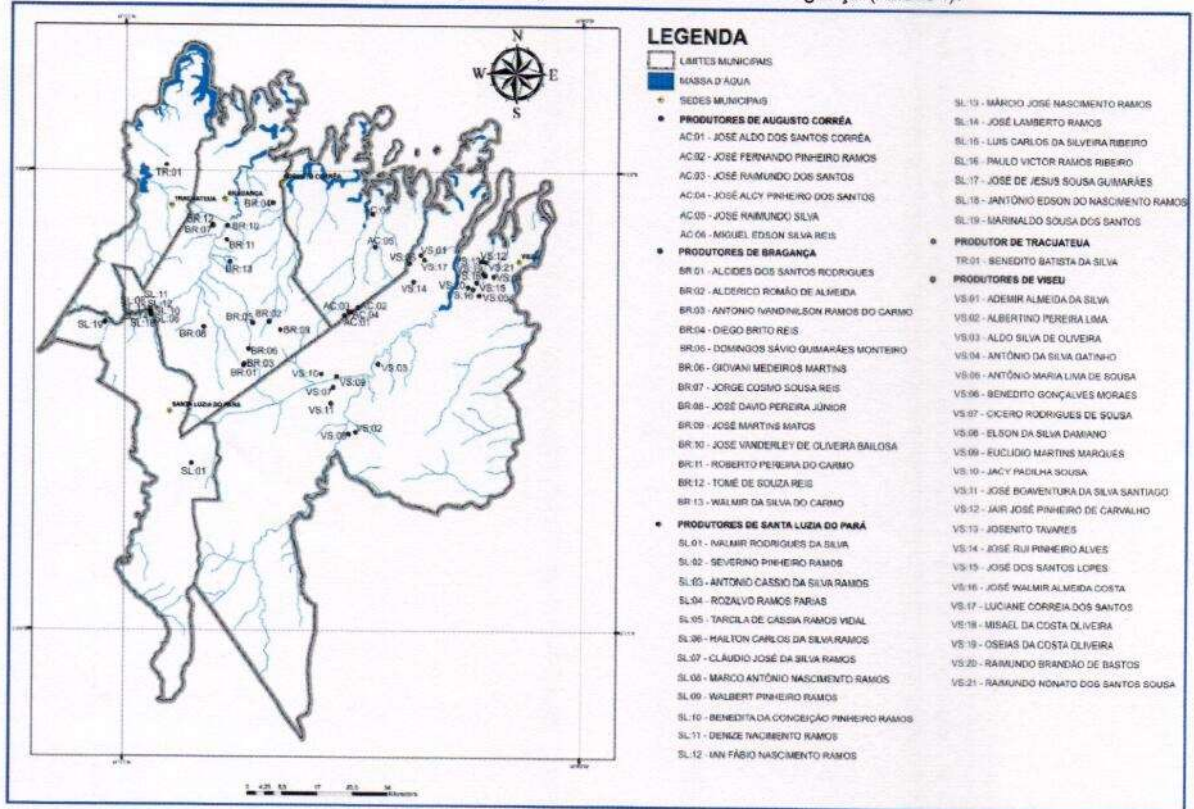 N
W E
S
TR:01
TRACUATEUA
BRAGANÇA
AUGUSTO CORRÊA
BR:04
BR:12
BR:07
BR:10
BR:11
BR:13
AC:05
VS:01
VS:17
VS:14
VS:12
VS:21
VS:15
AC:03
AC:02
AC:04
AC:01
SL:11
SL:12
SL:10
SL:19
BR:02
BR:08
BR:06
BR:03
BR:01
VS:10
VS:03
VS:09
VS:07
VS:11
VS:02
SANTA LUZIA DO PARÁ
SL:01
LEGENDA
LIMITES MUNICIPAIS
MASSA D'AGUA
SEDES MUNICIPAIS
PRODUTORES DE AUGUSTO CORRÊA
AC:01 - JOSÉ ALDO DOS SANTOS CORRÊA
AC:02 - JOSÉ FERNANDO PINHEIRO RAMOS
AC:03 - JOSÉ RAIMUNDO DOS SANTOS
AC:04 - JOSÉ ALCY PINHEIRO DOS SANTOS
AC:05 - JOSÉ RAIMUNDO SILVA
AC:06 - MIGUEL EDSON SILVA REIS
PRODUTORES DE BRAGANÇA
BR:01 - ALCIDES DOS SANTOS RODRIGUES
BR:02 - ALDERICO ROMÃO DE ALMEIDA
BR:03 - ANTONIO IVANDINILSON RAMOS DO CARMO
BR:04 - DIEGO BRITO REIS
BR:05 - DOMINGOS SÁVIO GUIMARÃES MONTEIRO
BR:06 - GIOVANI MEDEIROS MARTINS
BR:07 - JORGE COSMO SOUSA REIS
BR:08 - JOSÉ DAVID PEREIRA JÚNIOR
BR:09 - JOSÉ MARTINS MATOS
BR:10 - JOSÉ VANDERLEY DE OLIVEIRA BAILOSA
BR:11 - ROBERTO PEREIRA DO CARMO
BR:12 - TOMÉ DE SOUZA REIS
BR:13 - WALMIR DA SILVA DO CARMO
PRODUTORES DE SANTA LUZIA DO PARÁ
SL:01 - IVALMIR RODRIGUES DA SILVA
SL:02 - SEVERINO PINHEIRO RAMOS
SL:03 - ANTONIO CASSIO DA SILVA RAMOS
SL:04 - ROZALVO RAMOS FARIAS
SL:05 - TARCILA DE CÁSSIA RAMOS VIDAL
SL:06 - HAILTON CARLOS DA SILVA RAMOS
SL:07 - CLÁUDIO JOSÉ DA SILVA RAMOS
SL:08 - MARCO ANTÔNIO NASCIMENTO RAMOS
SL:09 - WALBERT PINHEIRO RAMOS
SL:10 - BENEDITA DA CONCEIÇÃO PINHEIRO RAMOS
SL:11 - DENIZE NACIMENTO RAMOS
SL:12 - IAN FÁBIO NASCIMENTO RAMOS
SL:13 - MÁRCIO JOSÉ NASCIMENTO RAMOS
SL:14 - JOSÉ LAMBERTO RAMOS
SL:15 - LUIS CARLOS DA SILVEIRA RIBEIRO
SL:16 - PAULO VICTOR RAMOS RIBEIRO
SL:17 - JOSÉ DE JESUS SOUSA GUIMARÃES
SL:18 - JANTÔNIO EDSON DO NASCIMENTO RAMOS
SL:19 - MARINALDO SOUSA DOS SANTOS
PRODUTOR DE TRACUATEUA
TR:01 - BENEDITO BATISTA DA SILVA
PRODUTORES DE VISEU
VS:01 - ADEMIR ALMEIDA DA SILVA
VS:02 - ALBERTINO PEREIRA LIMA
VS:03 - ALDO SILVA DE OLIVEIRA
VS:04 - ANTÔNIO DA SILVA GATINHO
VS:05 - ANTÔNIO MARIA LIMA DE SOUSA
VS:06 - BENEDITO GONÇALVES MORAES
VS:07 - CICERO RODRIGUES DE SOUSA
VS:08 - ELSON DA SILVA DAMIANO
VS:09 - EUCLIDIO MARTINS MARQUES
VS:10 - JACY PADILHA SOUSA
VS:11 - JOSÉ BOAVENTURA DA SILVA SANTIAGO
VS:12 - JAIR JOSÉ PINHEIRO DE CARVALHO
VS:13 - JOSENITO TAVARES
VS:14 - JOSÉ RUI PINHEIRO ALVES
VS:15 - JOSÉ DOS SANTOS LOPES
VS:16 - JOSÉ WALMIR ALMEIDA COSTA
VS:17 - LUCIANE CORREIA DOS SANTOS
VS:18 - MISAEL DA COSTA OLIVEIRA
VS:19 - OSEIAS DA COSTA OLIVEIRA
VS:20 - RAIMUNDO BRANDÃO DE BASTOS
VS:21 - RAIMUNDO NONATO DOS SANTOS SOUSA